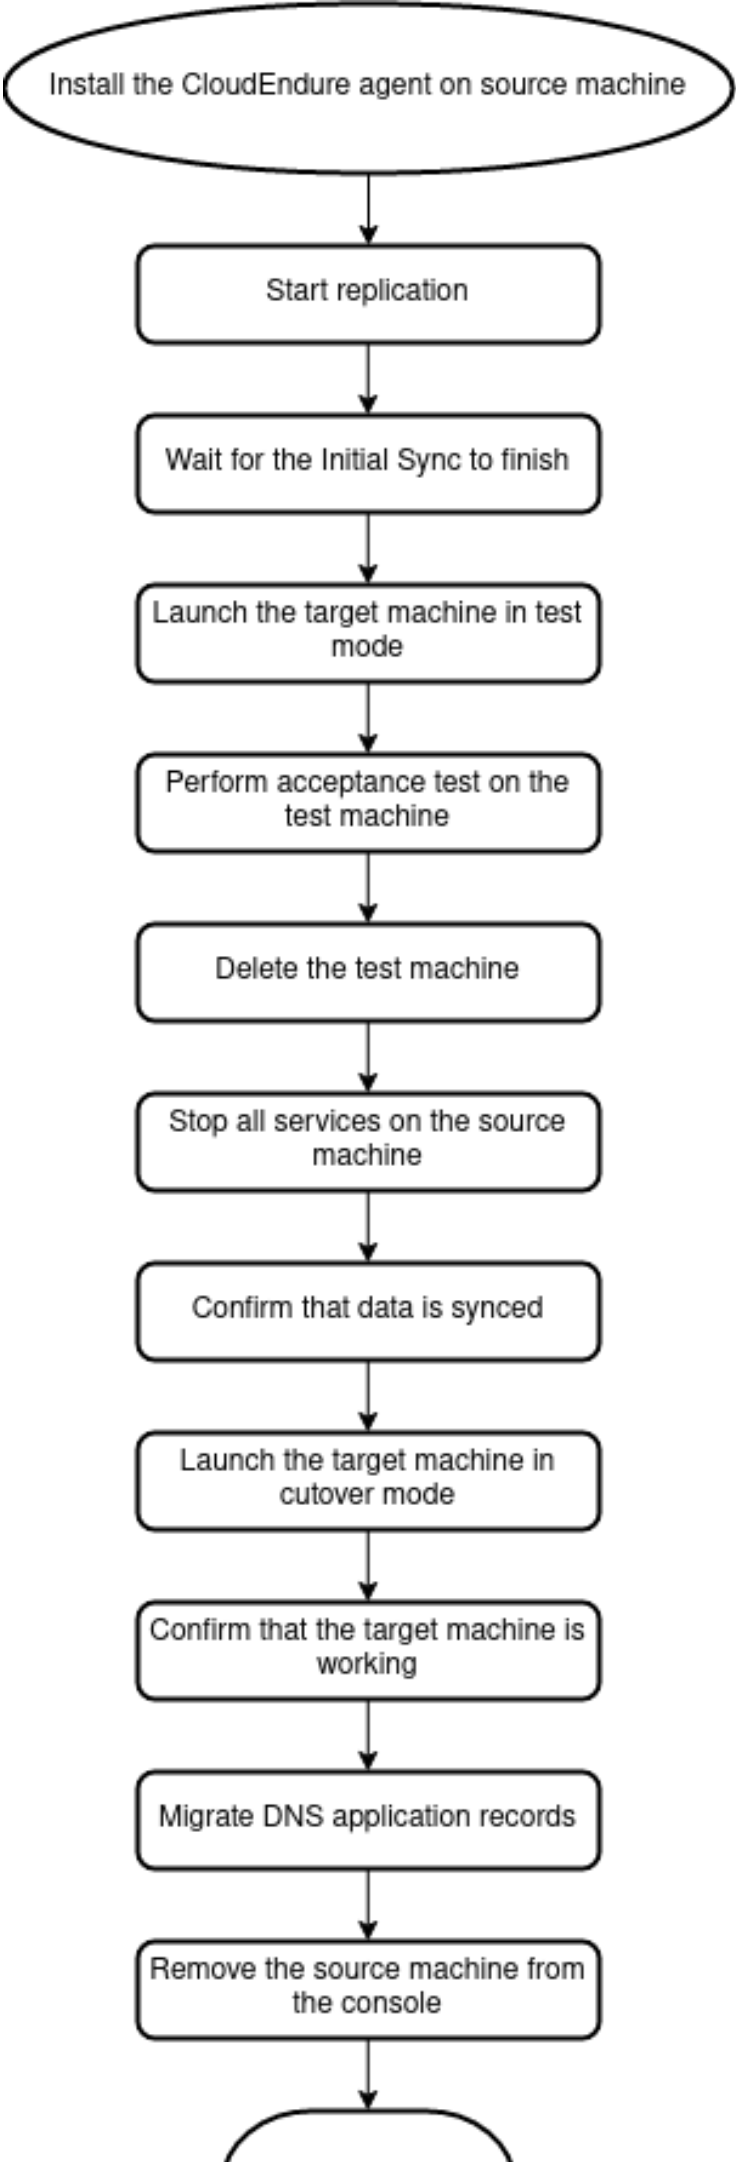 Install the CloudEndure agent on source machine
Start replication
Wait for the Initial Sync to finish
Launch the target machine in test
mode
Perform acceptance test on the
test machine
Delete the test machine
Stop all services on the source
machine
Confirm that data is synced
Launch the target machine in
cutover mode
Confirm that the target machine is
working
Migrate DNS application records
Remove the source machine from
the console